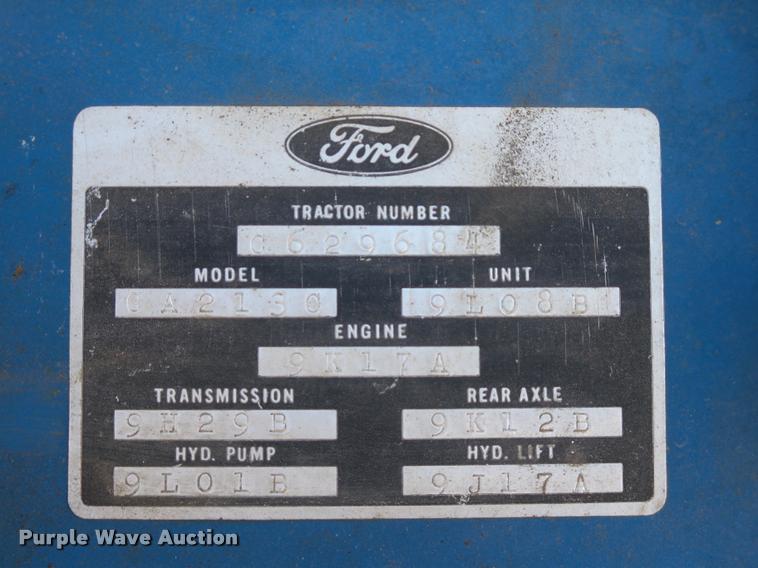 Ford
TRACTOR NUMBER
C629684
MODEL UNIT
CA213C 9L08B
ENGINE
9K17A
TRANSMISSION REAR AXLE
9H29B 9K12B
HYD. PUMP HYD. LIFT
9L01B 9J17A
Purple Wave Auction